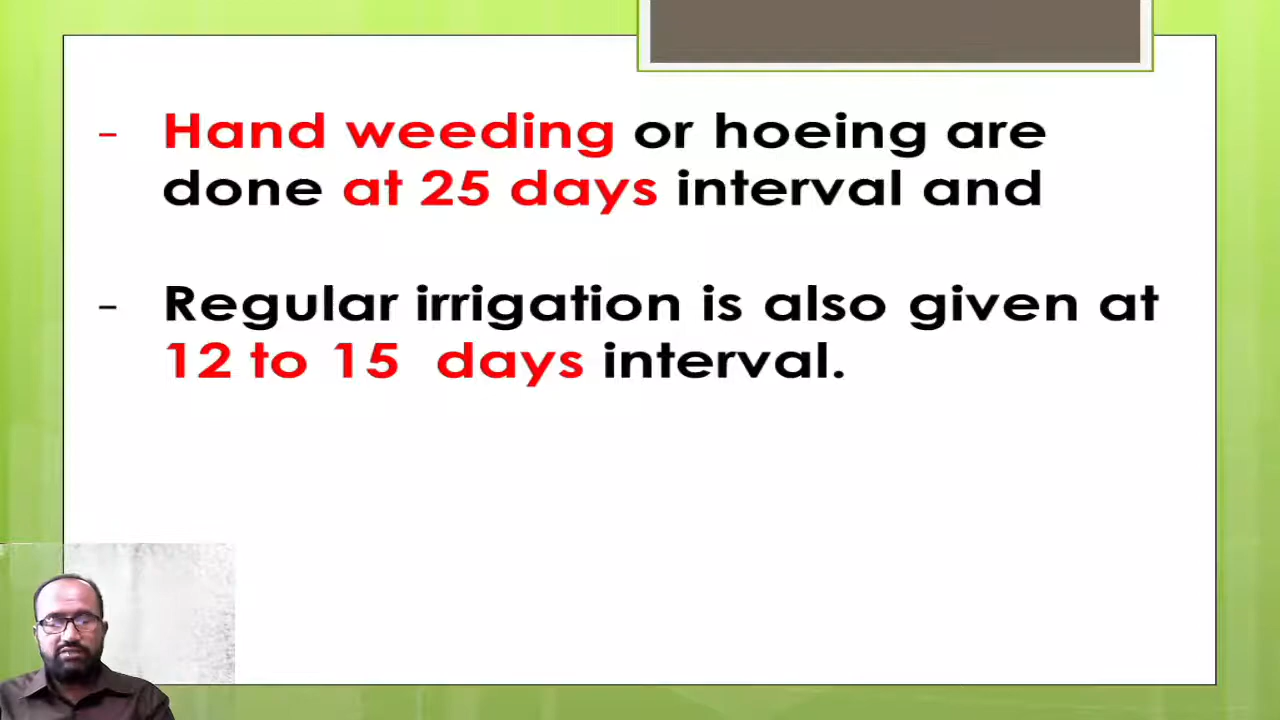 - Hand weeding or hoeing are
done at 25 days interval and
- Regular irrigation is also given at
12 to 15 days interval.